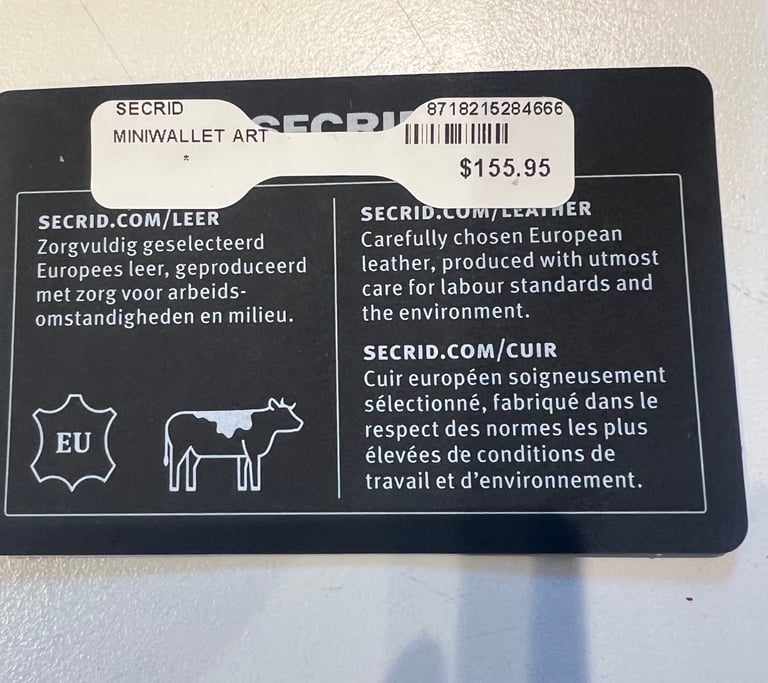 SECRID
MINIWALLET ART
*
8718215284666
$155.95
SECRID
SECRID.COM/LEER
Zorgvuldig geselecteerd
Europees leer, geproduceerd
met zorg voor arbeids-
omstandigheden en milieu.
EU
SECRID.COM/LEATHER
Carefully chosen European
leather, produced with utmost
care for labour standards and
the environment.
SECRID.COM/CUIR
Cuir européen soigneusement
sélectionné, fabriqué dans le
respect des normes les plus
élevées de conditions de
travail et d'environnement.